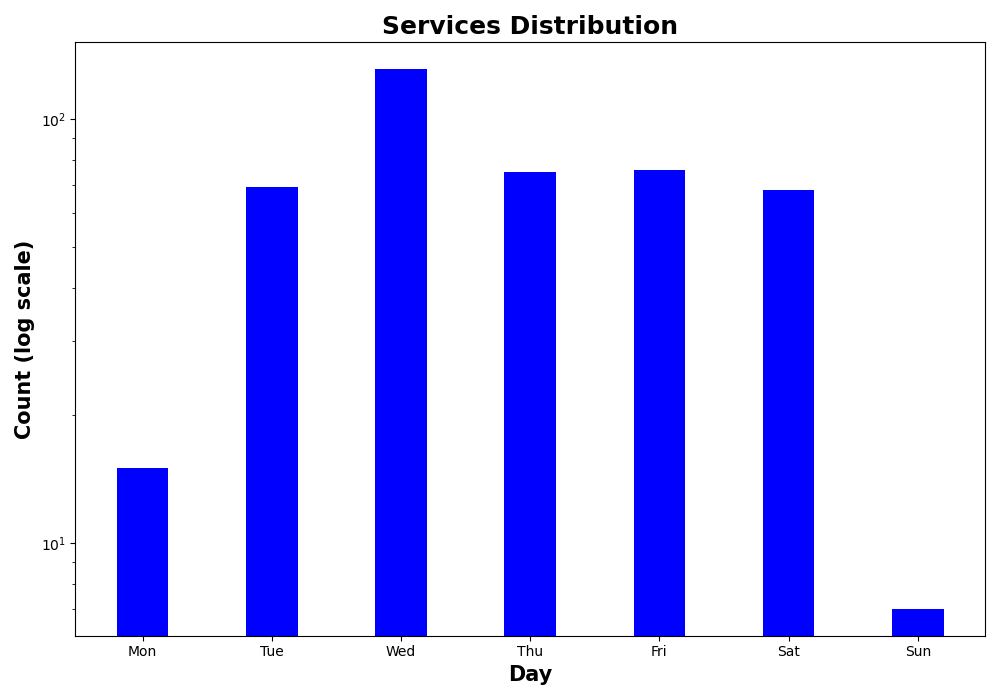 Services Distribution
Count (log scale)
10²
10¹
Mon Tue Wed Thu Fri Sat Sun
Day